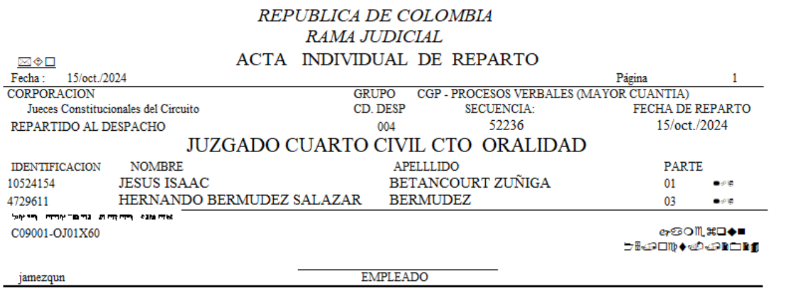 REPUBLICA DE COLOMBIA
RAMA JUDICIAL
ACTA INDIVIDUAL DE REPARTO
Fecha : 15/oct./2024 Página 1
CORPORACION GRUPO CGP - PROCESOS VERBALES (MAYOR CUANTIA)
Jueces Constitucionales del Circuito CD. DESP SECUENCIA: FECHA DE REPARTO
REPARTIDO AL DESPACHO 004 52236 15/oct./2024
JUZGADO CUARTO CIVIL CTO ORALIDAD
IDENTIFICACION NOMBRE APELLLIDO PARTE
10524154 JESUS ISAAC BETANCOURT ZUÑIGA 01
4729611 HERNANDO BERMUDEZ SALAZAR BERMUDEZ 03
C09001-OJ01X60
jamezqun EMPLEADO